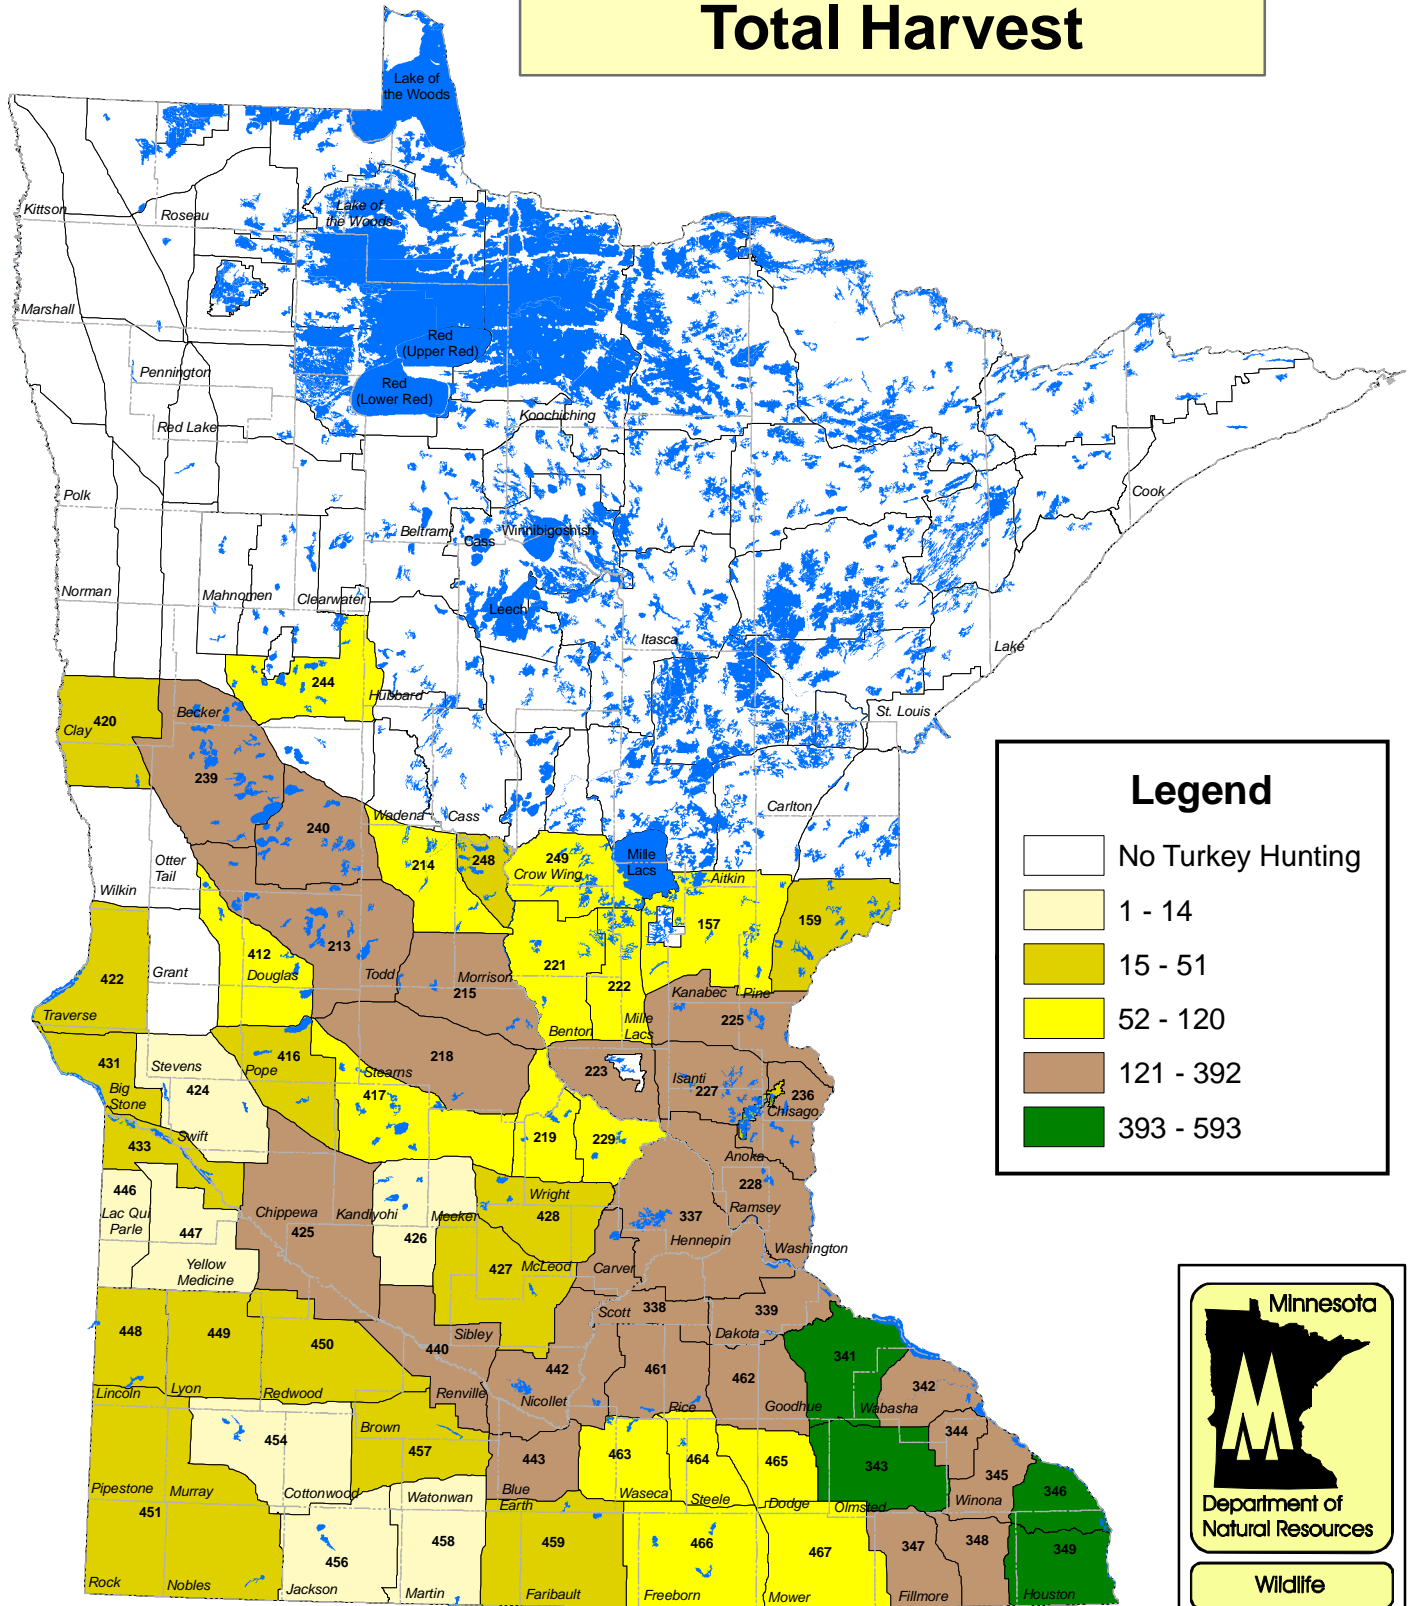 Total Harvest
Lake of
the Woods
Kittson
Roseau
Lake of
the Woods
Marshall
Red
(Upper Red)
Pennington
Red
(Lower Red)
Red Lake
Koochiching
Polk
Cook
Beltrami
Cass
Winnibigoshish
Norman
Mahnomen
Clearwater
Leech
Itasca
Lake
244
Hubbard
Becker
St. Louis
420
Clay
239
Legend
No Turkey Hunting
1 - 14
15 - 51
52 - 120
121 - 392
393 - 593
Carlton
Wadena
Cass
240
214
248
249
Crow Wing
Mille
Lacs
Aitkin
Otter
Tail
Wilkin
157
159
213
412
Douglas
Todd
Morrison
215
221
222
Grant
422
Traverse
Kanabec
Pine
225
Benton
Mille
Lacs
431
Big
Stone
Stevens
424
Pope
416
Stearns
218
417
223
Isanti
227
236
Chisago
433
Swift
219
229
Anoka
228
Ramsey
446
Lac Qui
Parle
447
Yellow
Medicine
Chippewa
425
Kandiyohi
Meeker
426
Wright
428
427
McLeod
337
Hennepin
Washington
Carver
448
449
450
Lincoln
Lyon
Redwood
Sibley
440
Renville
Scott
338
339
Dakota
442
Nicollet
461
Rice
462
Goodhue
341
Wabasha
342
344
345
Winona
454
Brown
457
443
Blue
Earth
463
464
465
343
Pipestone
Murray
451
Cottonwood
Watonwan
Waseca
Steele
Dodge
Olmsted
346
456
458
459
466
467
347
348
349
Rock
Nobles
Jackson
Martin
Faribault
Freeborn
Mower
Fillmore
Houston
Minnesota
Department of
Natural Resources
Wildlife